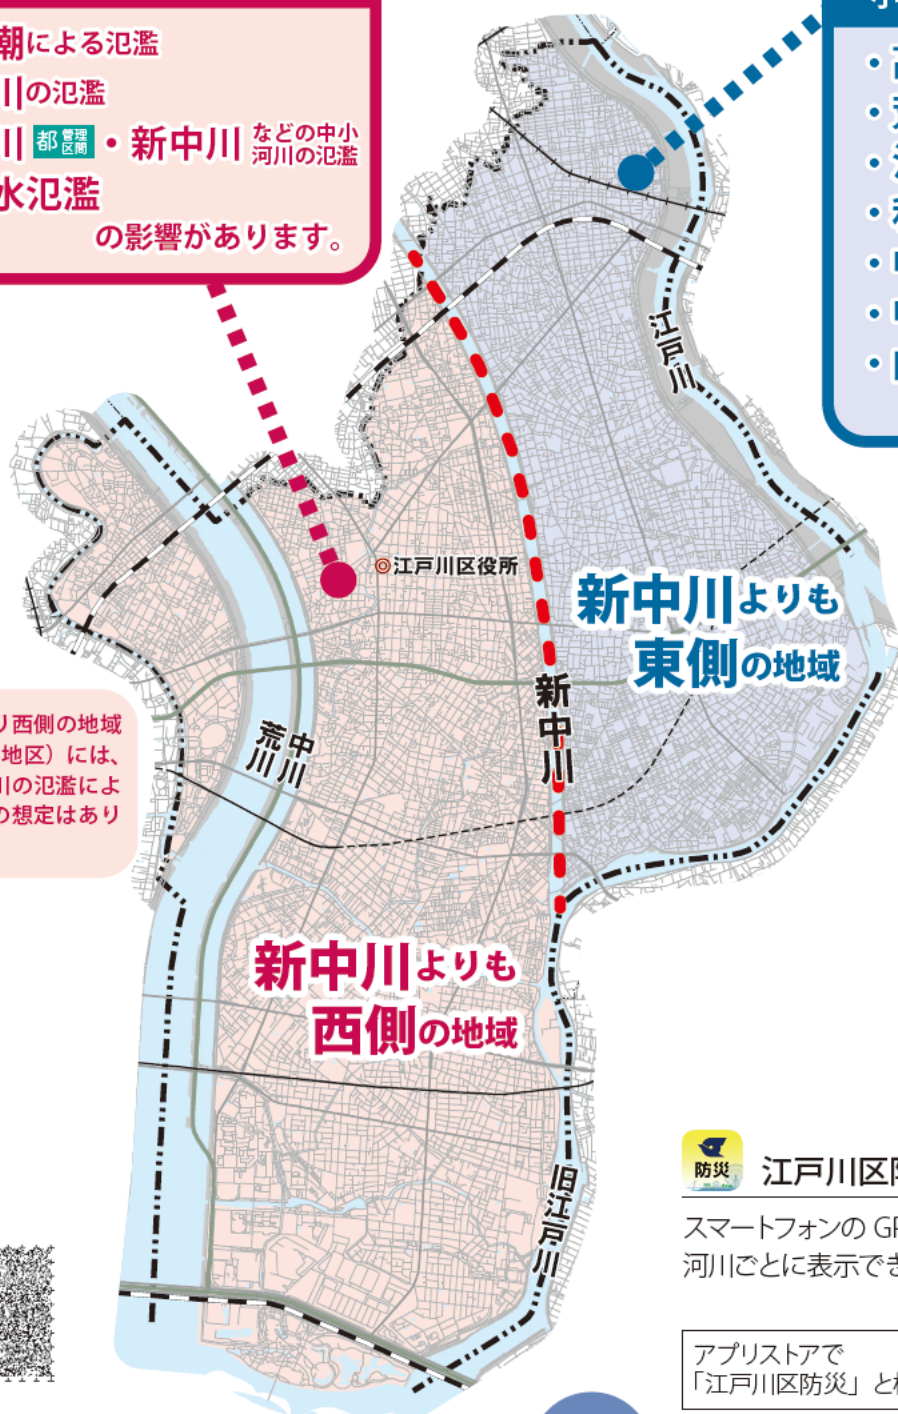 潮による氾濫
川の氾濫
川 都管理区間・新中川 などの中小河川の氾濫
水氾濫
の影響があります。
江戸川
江戸川区役所
新中川よりも
東側の地域
新中川
リ西側の地域
地区）には、
川の氾濫によ
の想定はあり
荒川
中川
新中川よりも
西側の地域
旧江戸川
防災
江戸川区防
スマートフォンの GP
河川ごとに表示でき
アプリストアで
「江戸川区防災」と検